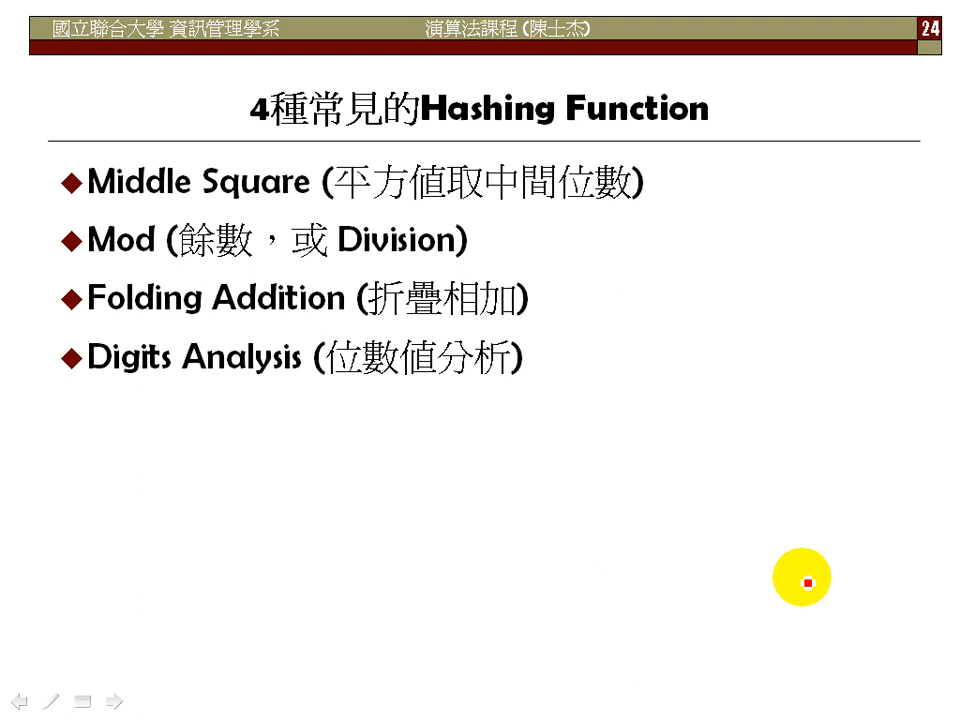 國立聯合大學 資訊管理學系 演算法課程 (陳士杰) 24
4種常見的Hashing Function
Middle Square (平方值取中間位數)
Mod (餘數，或 Division)
Folding Addition (折疊相加)
Digits Analysis (位數值分析)